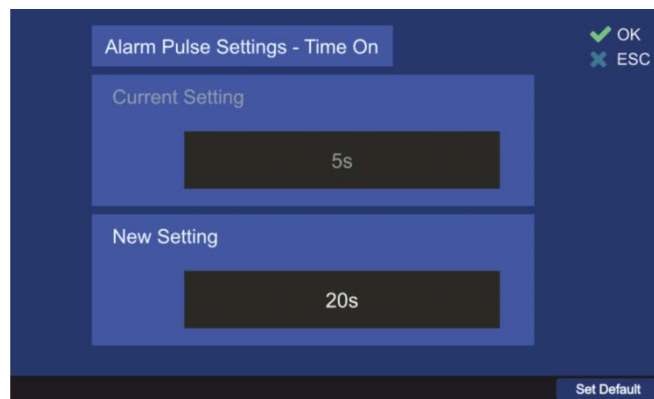 Alarm Pulse Settings - Time On
OK
ESC
Current Setting
5s
New Setting
20s
Set Default